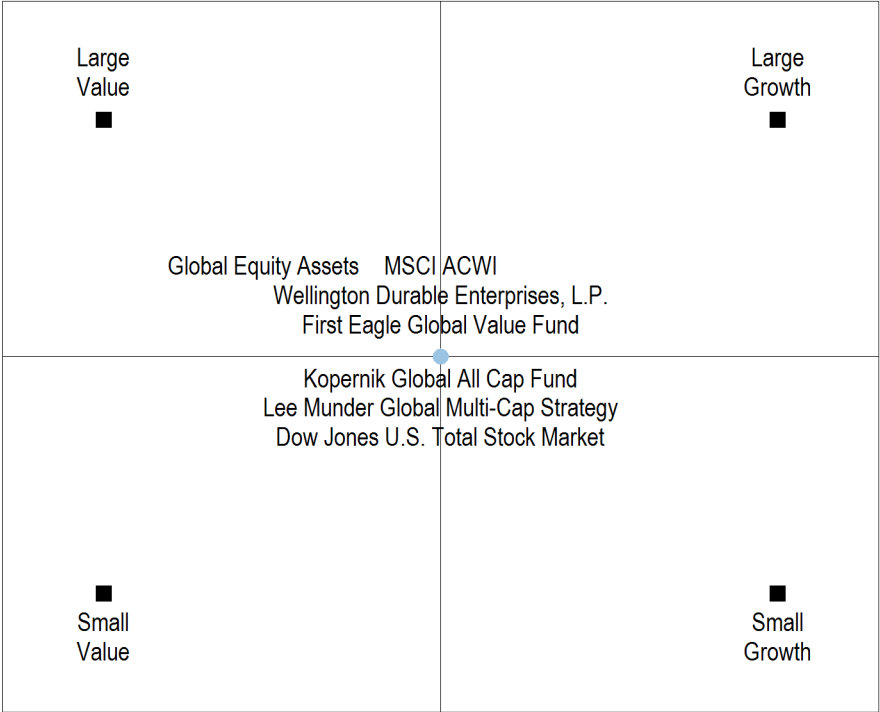 Large
Value
Large
Growth
Global Equity Assets MSCI ACWI
Wellington Durable Enterprises, L.P.
First Eagle Global Value Fund
Kopernik Global All Cap Fund
Lee Munder Global Multi-Cap Strategy
Dow Jones U.S. Total Stock Market
Small
Value
Small
Growth